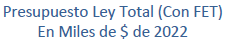 Presupuesto Ley Total (Con FET)
En Miles de $ de 2022